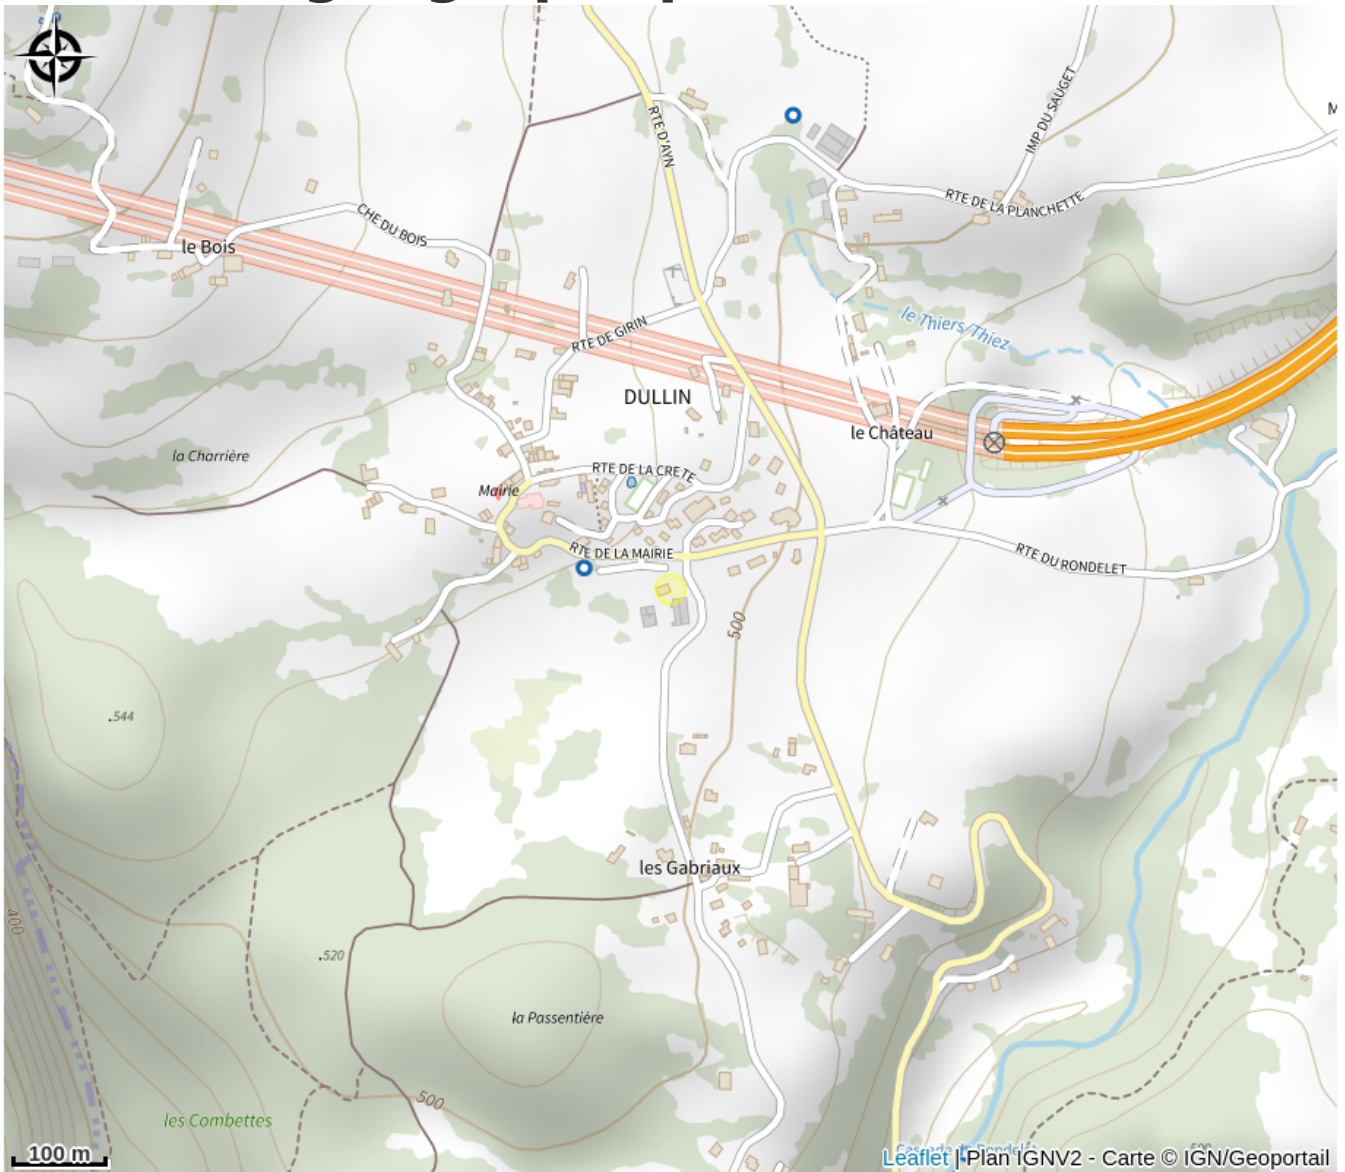 IMP DU SAUGET
RTE D'AYN
RTE DE LA PLANCHETTE
CHE DU BOIS
le Bois
le Thiers/Thiez
RTE DE GIRIN
DULLIN
le Château
la Charrière
RTE DE LA CRETE
Mairie
RTE DE LA MAIRIE
RTE DU RONDELET
500
.544
les Gabriaux
400
.520
la Passentière
500
les Combettes
100 m
Leaflet | Plan IGNV2 - Carte © IGN/Geoportail